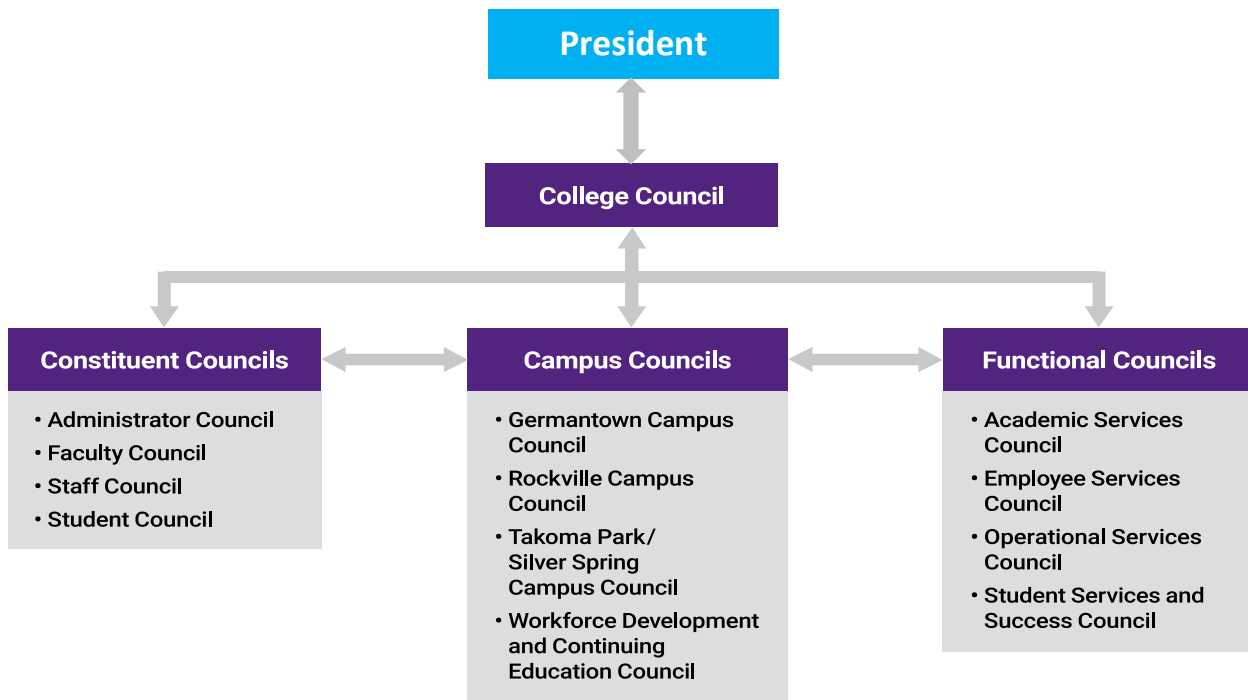 President
College Council
Constituent Councils
• Administrator Council
• Faculty Council
• Staff Council
• Student Council
Campus Councils
• Germantown Campus
Council
• Rockville Campus
Council
• Takoma Park/
Silver Spring
Campus Council
• Workforce Development
and Continuing
Education Council
Functional Councils
• Academic Services
Council
• Employee Services
Council
• Operational Services
Council
• Student Services and
Success Council